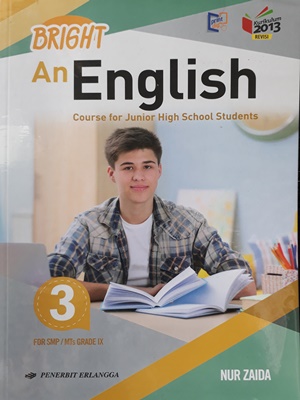 BRIGHT
An English
Course for Junior High School Students
Kurikulum
2013
REVISI
3
FOR SMP / MTs GRADE IX
PENERBIT ERLANGGA
NUR ZAIDA